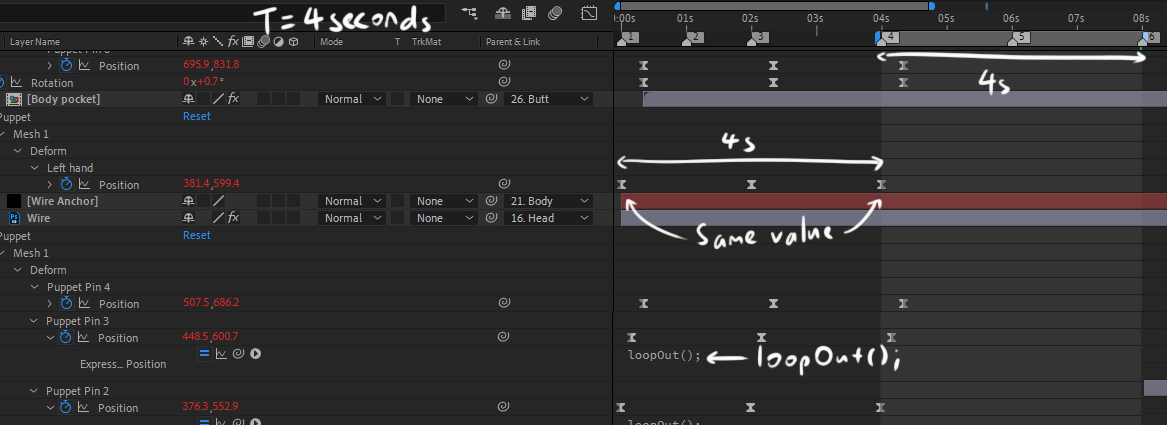 T = 4 seconds
0:00s 01s 02s 03s 04s 05s 06s 07s 08s
1 2 3 4 5 6
Layer Name fx Mode T TrkMat Parent & Link
Position 695.9,831.8
Rotation 0x+0.7°
4s
[Body pocket] fx Normal None 26. Butt
Puppet Reset
Mesh 1
4s
Deform
Left hand
Position 381.4,599.4
[Wire Anchor] Normal None 21. Body
Wire fx Normal None 16. Head
Puppet Reset
Same value
Mesh 1
Deform
Puppet Pin 4
Position 507.5,686.2
Puppet Pin 3
Position 448.5,600.7
Express... Position loopOut(); loopOut();
Puppet Pin 2
Position 376.3,552.9